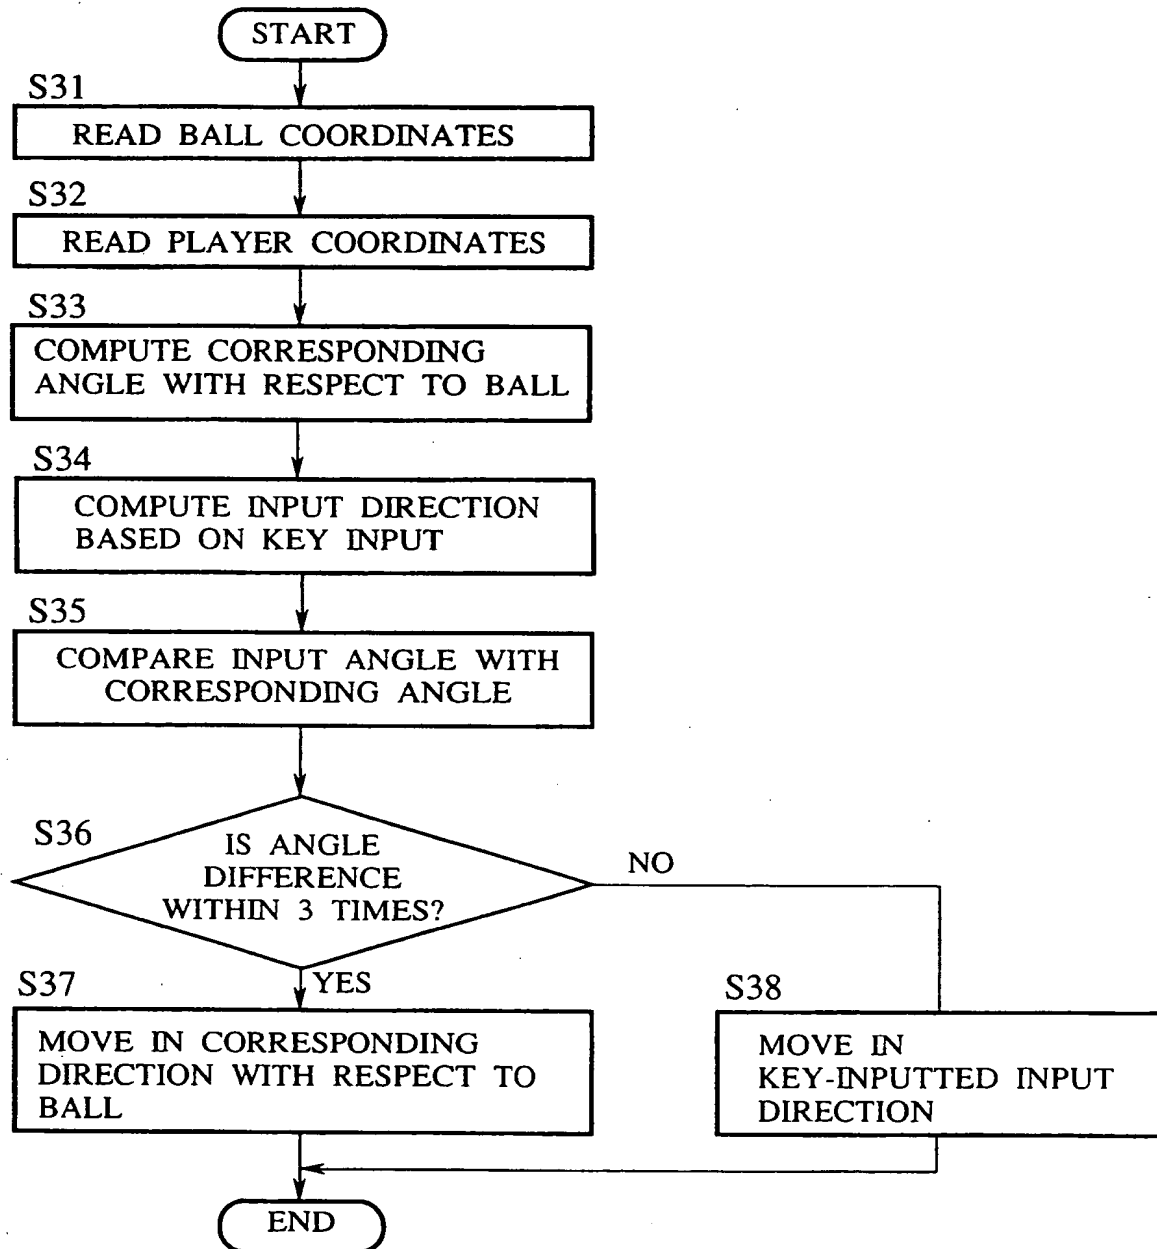 START
S31
READ BALL COORDINATES
S32
READ PLAYER COORDINATES
S33
COMPUTE CORRESPONDING
ANGLE WITH RESPECT TO BALL
S34
COMPUTE INPUT DIRECTION
BASED ON KEY INPUT
S35
COMPARE INPUT ANGLE WITH
CORRESPONDING ANGLE
S36
IS ANGLE
DIFFERENCE
WITHIN 3 TIMES?
NO
YES
S37
MOVE IN CORRESPONDING
DIRECTION WITH RESPECT TO
BALL
S38
MOVE IN
KEY-INPUTTED INPUT
DIRECTION
END